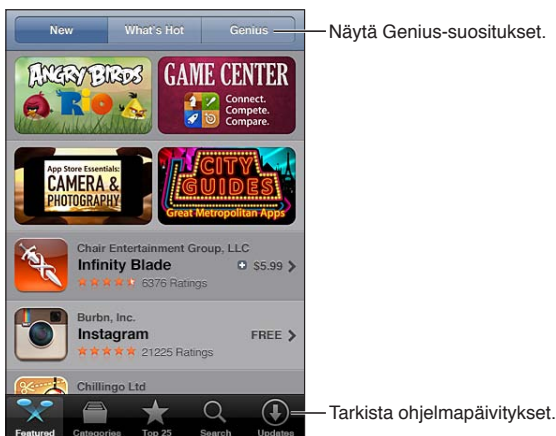 New What's Hot Genius
Näytä Genius-suositukset.
ANGRY BIRDS
RIO
GAME CENTER
Connect.
Compete.
Compare.
App Store Essentials:
CAMERA &
PHOTOGRAPHY
CITY
GUIDES
Great Metropolitan Apps
Chair Entertainment Group, LLC
Infinity Blade
$5.99
6376 Ratings
Burbn, Inc.
Instagram
FREE
21225 Ratings
Chillingo Ltd
Featured Categories Top 25 Search Updates
Tarkista ohjelmapäivitykset.